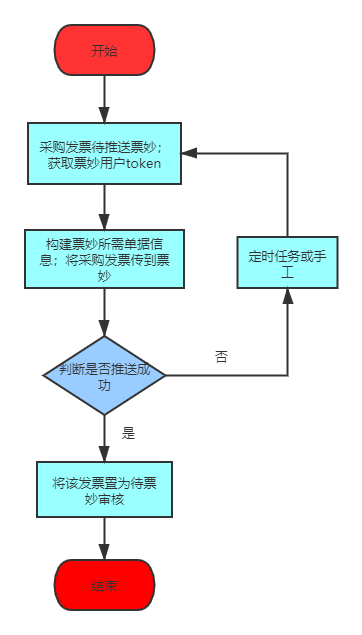 开始
采购发票待推送票妙；
获取票妙用户token
构建票妙所需单据信
息；将采购发票传到票
妙
定时任务或手
工
判断是否推送成
功
否
是
将该发票置为待票
妙审核
结束